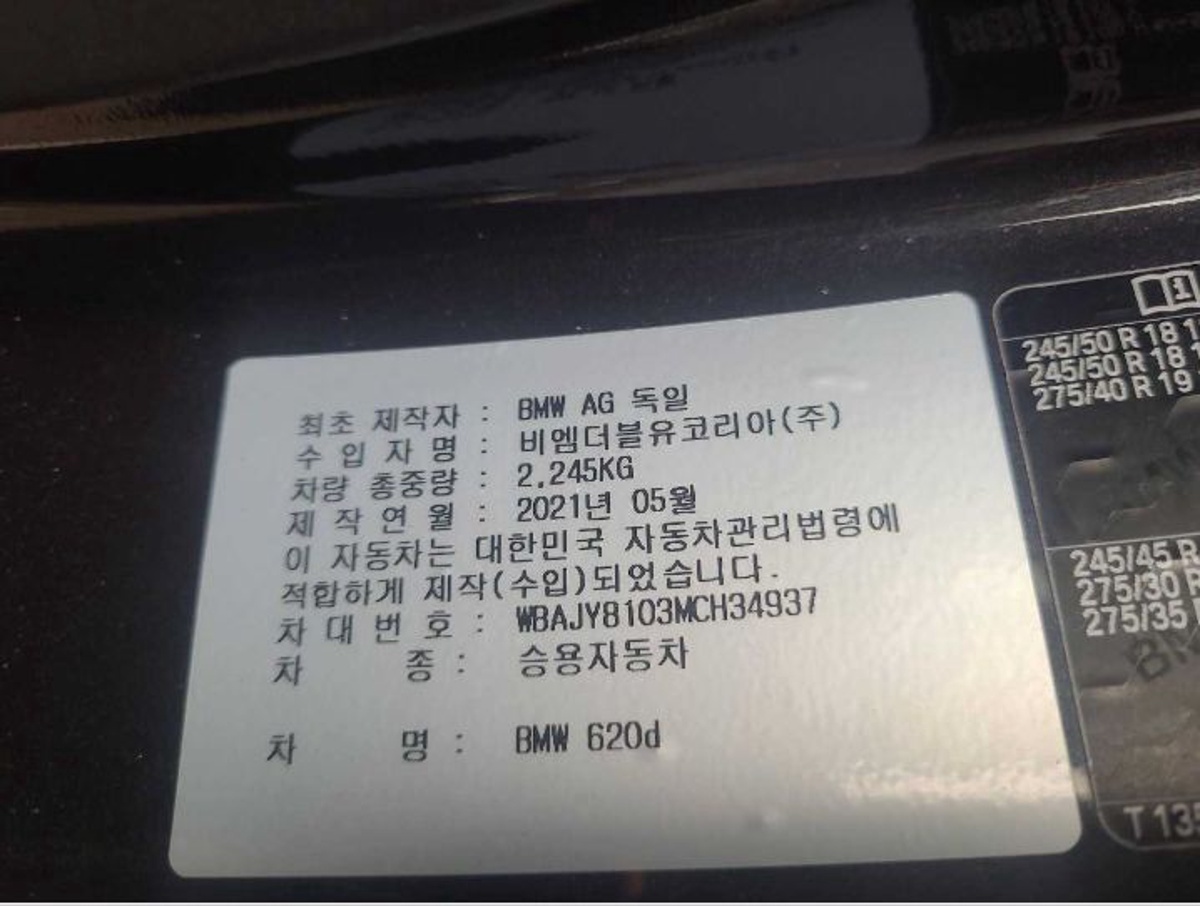 최초 제작자 : BMW AG 독일
수 입 자 명 : 비엠더블유코리아(주)
차량 총중량 : 2,245KG
제 작 연 월 : 2021년 05월
이 자동차는 대한민국 자동차관리법령에
적합하게 제작(수입)되었습니다.
차 대 번 호 : WBAJY8103MCH34937
차 종 : 승용자동차
차 명 : BMW 620d
245/50 R 18 1
245/50 R 18 1
275/40 R 19
245/45 R
275/30 R
275/35
T 135